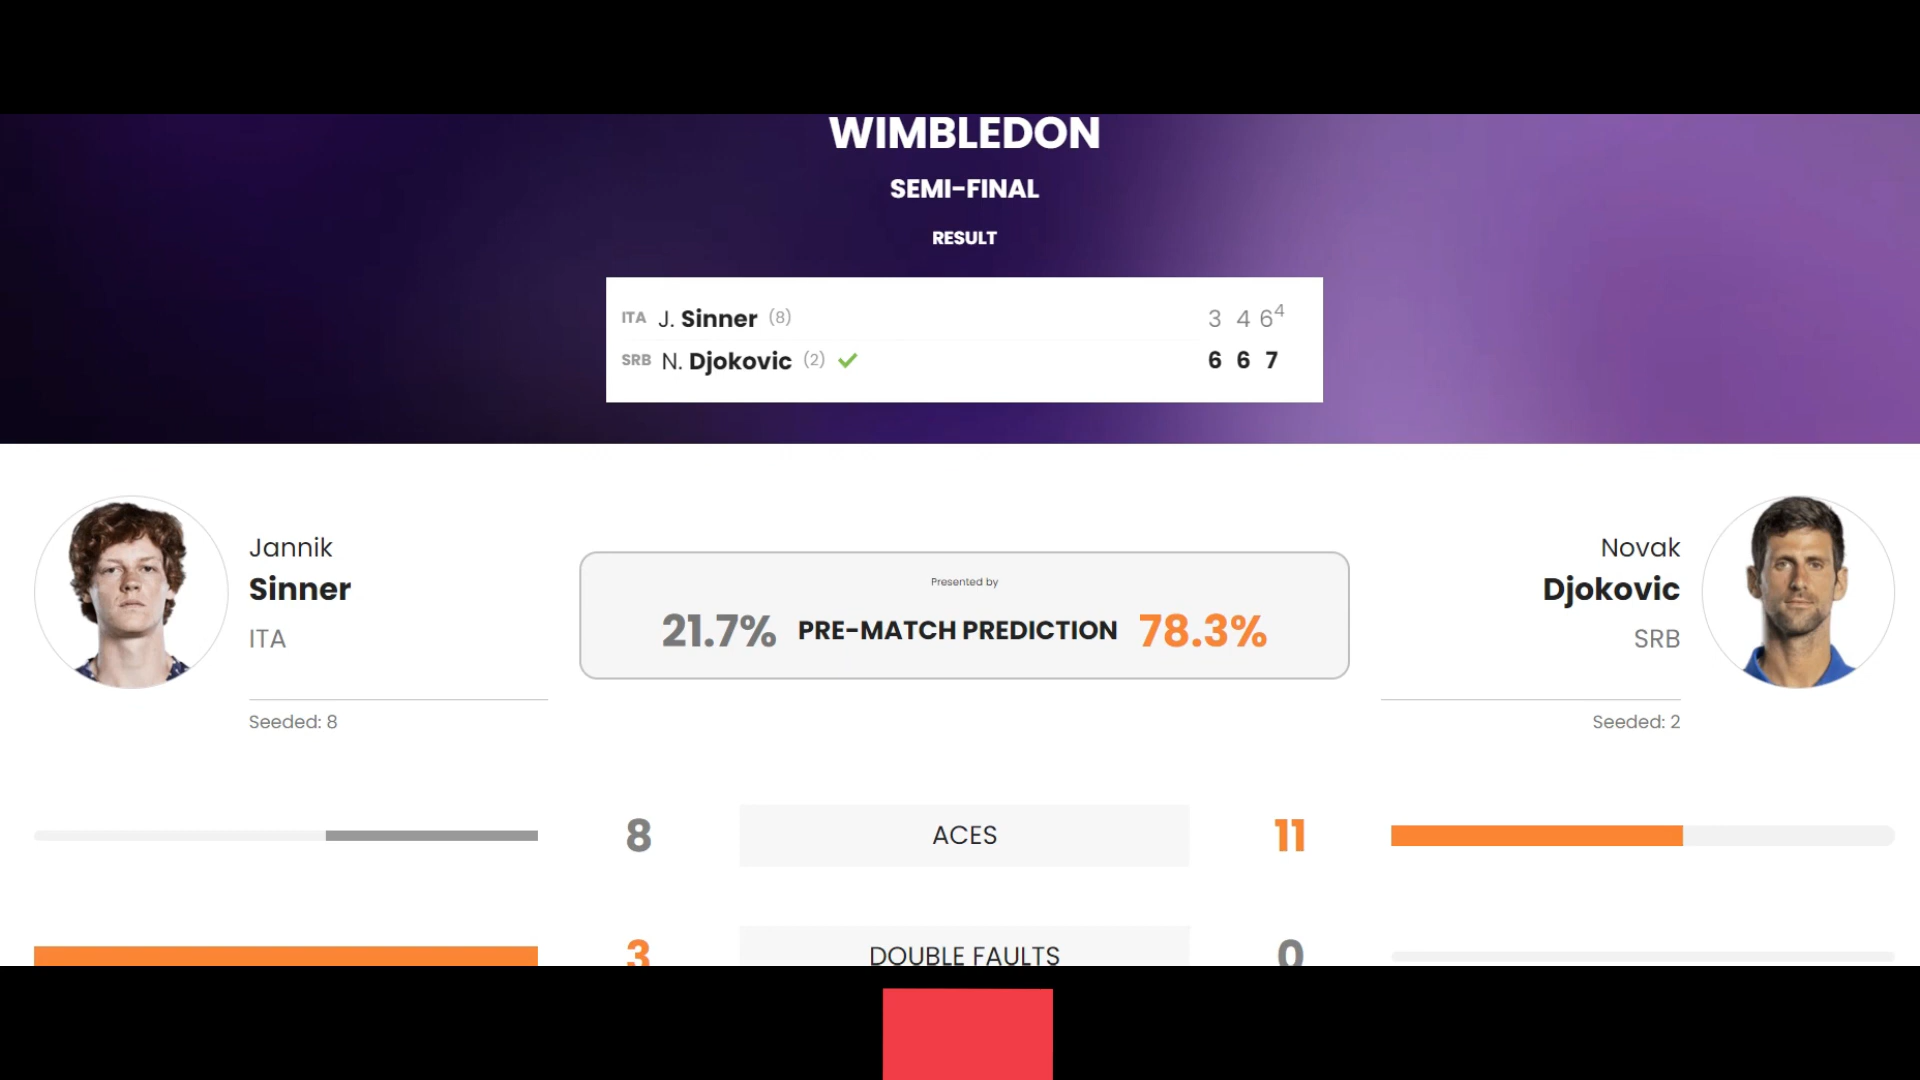 WIMBLEDON
SEMI-FINAL
RESULT
ITA J. Sinner (8) 3 4 6⁴
SRB N. Djokovic (2) 6 6 7
Jannik
Sinner
ITA
Seeded: 8
Presented by
21.7% PRE-MATCH PREDICTION 78.3%
Novak
Djokovic
SRB
Seeded: 2
8 ACES 11
3 DOUBLE FAULTS 0